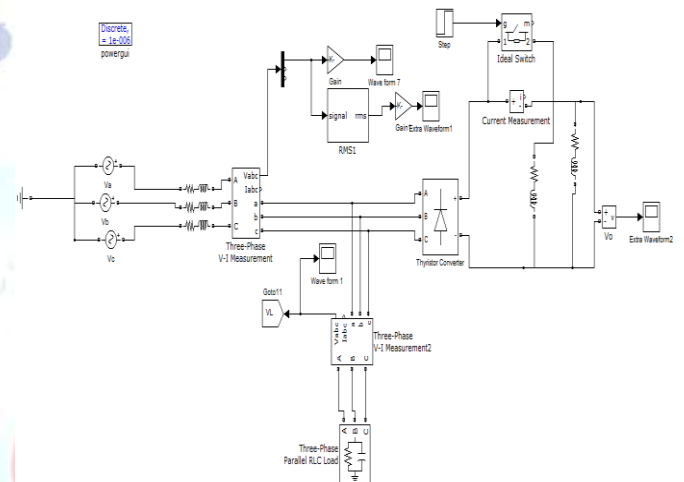 Discrete,
= 1e-006
powergui
Step
g m
1 2
Ideal Switch
Gain
Wave form 7
signal rms
RMS1
Gain
Extra Waveform1
+ i
-
Current Measurement
Va
Vb
Vc
A
B
C
Vabc
Iabc
a
b
c
Three-Phase
V-I Measurement
A
B
C
+
-
Thyristor Converter
+
-
v
Vo
Extra Waveform2
Wave form 1
Goto11
VL
Vabc
Iabc
a
b
c
A
B
C
Three-Phase
V-I Measurement2
A
B
C
Three-Phase
Parallel RLC Load